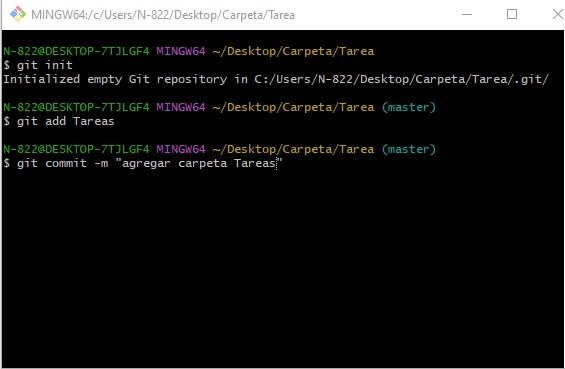 MINGW64:/c/Users/N-822/Desktop/Carpeta/Tarea
N-822@DESKTOP-7TJLGF4 MINGW64 ~/Desktop/Carpeta/Tarea
$ git init
Initialized empty Git repository in C:/Users/N-822/Desktop/Carpeta/Tarea/.git/
N-822@DESKTOP-7TJLGF4 MINGW64 ~/Desktop/Carpeta/Tarea (master)
$ git add Tareas
N-822@DESKTOP-7TJLGF4 MINGW64 ~/Desktop/Carpeta/Tarea (master)
$ git commit -m "agregar carpeta Tareas"